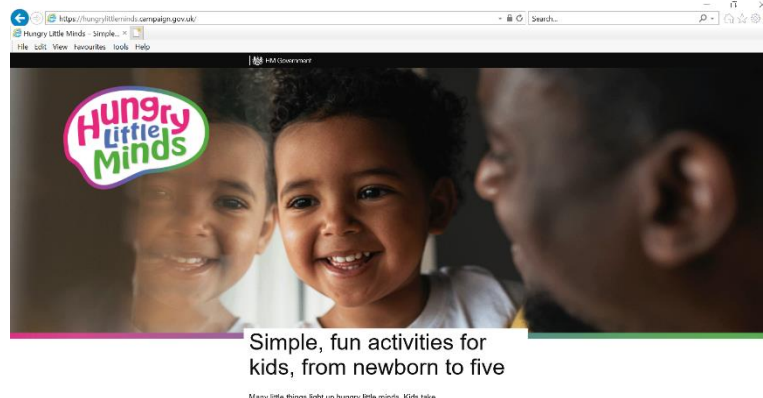 https://hungrylittleminds.campaign.gov.uk/
Search...
Hungry Little Minds – Simple...
File Edit View Favourites Tools Help
HM Government
Hungry
Little
Minds
Simple, fun activities for
kids, from newborn to five
Many little things light up hungry little minds. Kids take